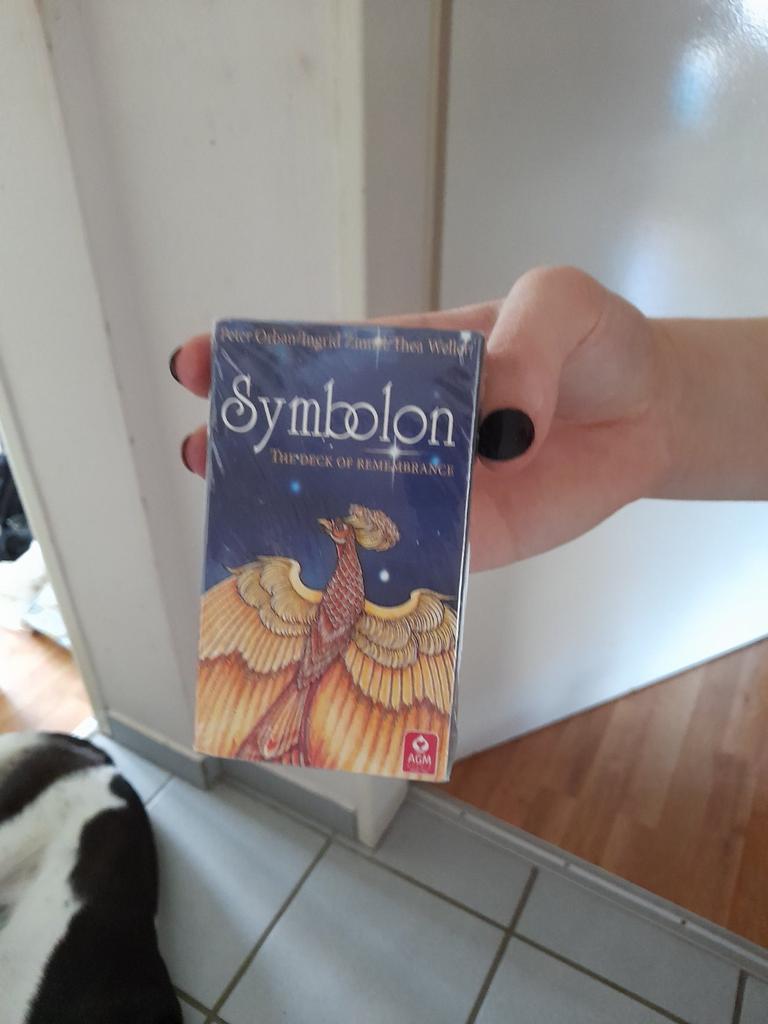 Peter Orban/Ingrid Zinnel/Thea Weller
Symbolon
THE DECK OF REMEMBRANCE
AGM